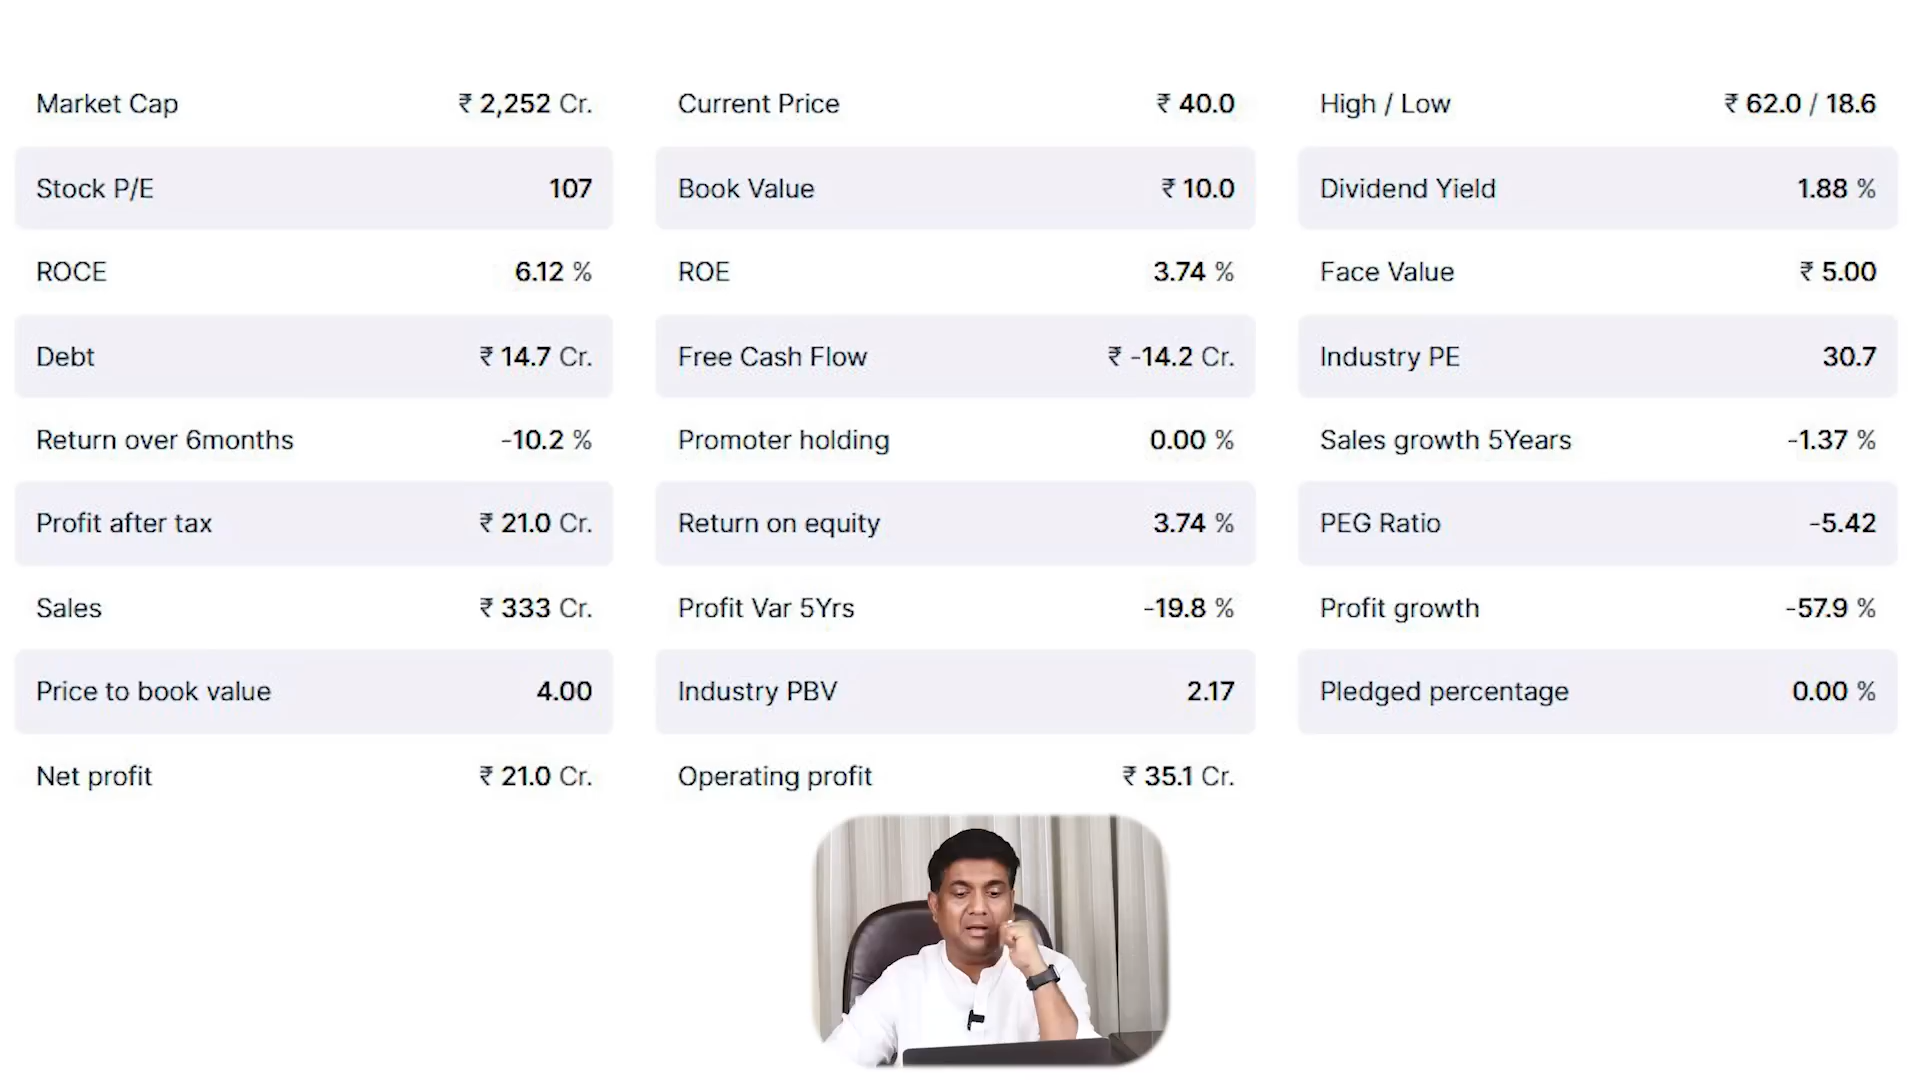 Market Cap ₹ 2,252 Cr. Current Price ₹ 40.0 High / Low ₹ 62.0 / 18.6
Stock P/E 107 Book Value ₹ 10.0 Dividend Yield 1.88 %
ROCE 6.12 % ROE 3.74 % Face Value ₹ 5.00
Debt ₹ 14.7 Cr. Free Cash Flow ₹ -14.2 Cr. Industry PE 30.7
Return over 6months -10.2 % Promoter holding 0.00 % Sales growth 5Years -1.37 %
Profit after tax ₹ 21.0 Cr. Return on equity 3.74 % PEG Ratio -5.42
Sales ₹ 333 Cr. Profit Var 5Yrs -19.8 % Profit growth -57.9 %
Price to book value 4.00 Industry PBV 2.17 Pledged percentage 0.00 %
Net profit ₹ 21.0 Cr. Operating profit ₹ 35.1 Cr.